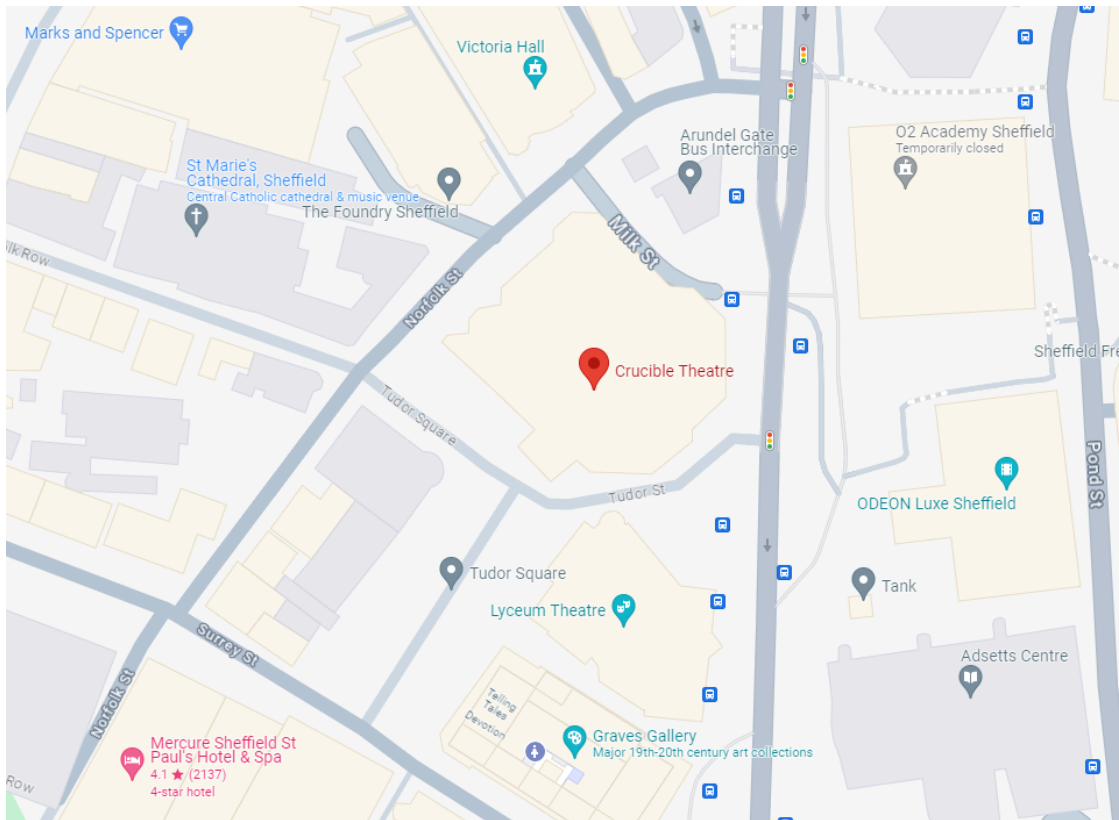 Marks and Spencer
Victoria Hall
Arundel Gate
Bus Interchange
O2 Academy Sheffield
Temporarily closed
St Marie's
Cathedral, Sheffield
Central Catholic cathedral & music venue
The Foundry Sheffield
Milk St
Row
Norfolk St
Sheffield Fre
Crucible Theatre
Tudor Square
Pond St
Tudor St
ODEON Luxe Sheffield
Tudor Square
Tank
Lyceum Theatre
Surrey St
Adsetts Centre
Norfolk St
Telling
Tales
Devotion
Graves Gallery
Major 19th-20th century art collections
Mercure Sheffield St
Paul's Hotel & Spa
4.1 ★ (2137)
4-star hotel
Row